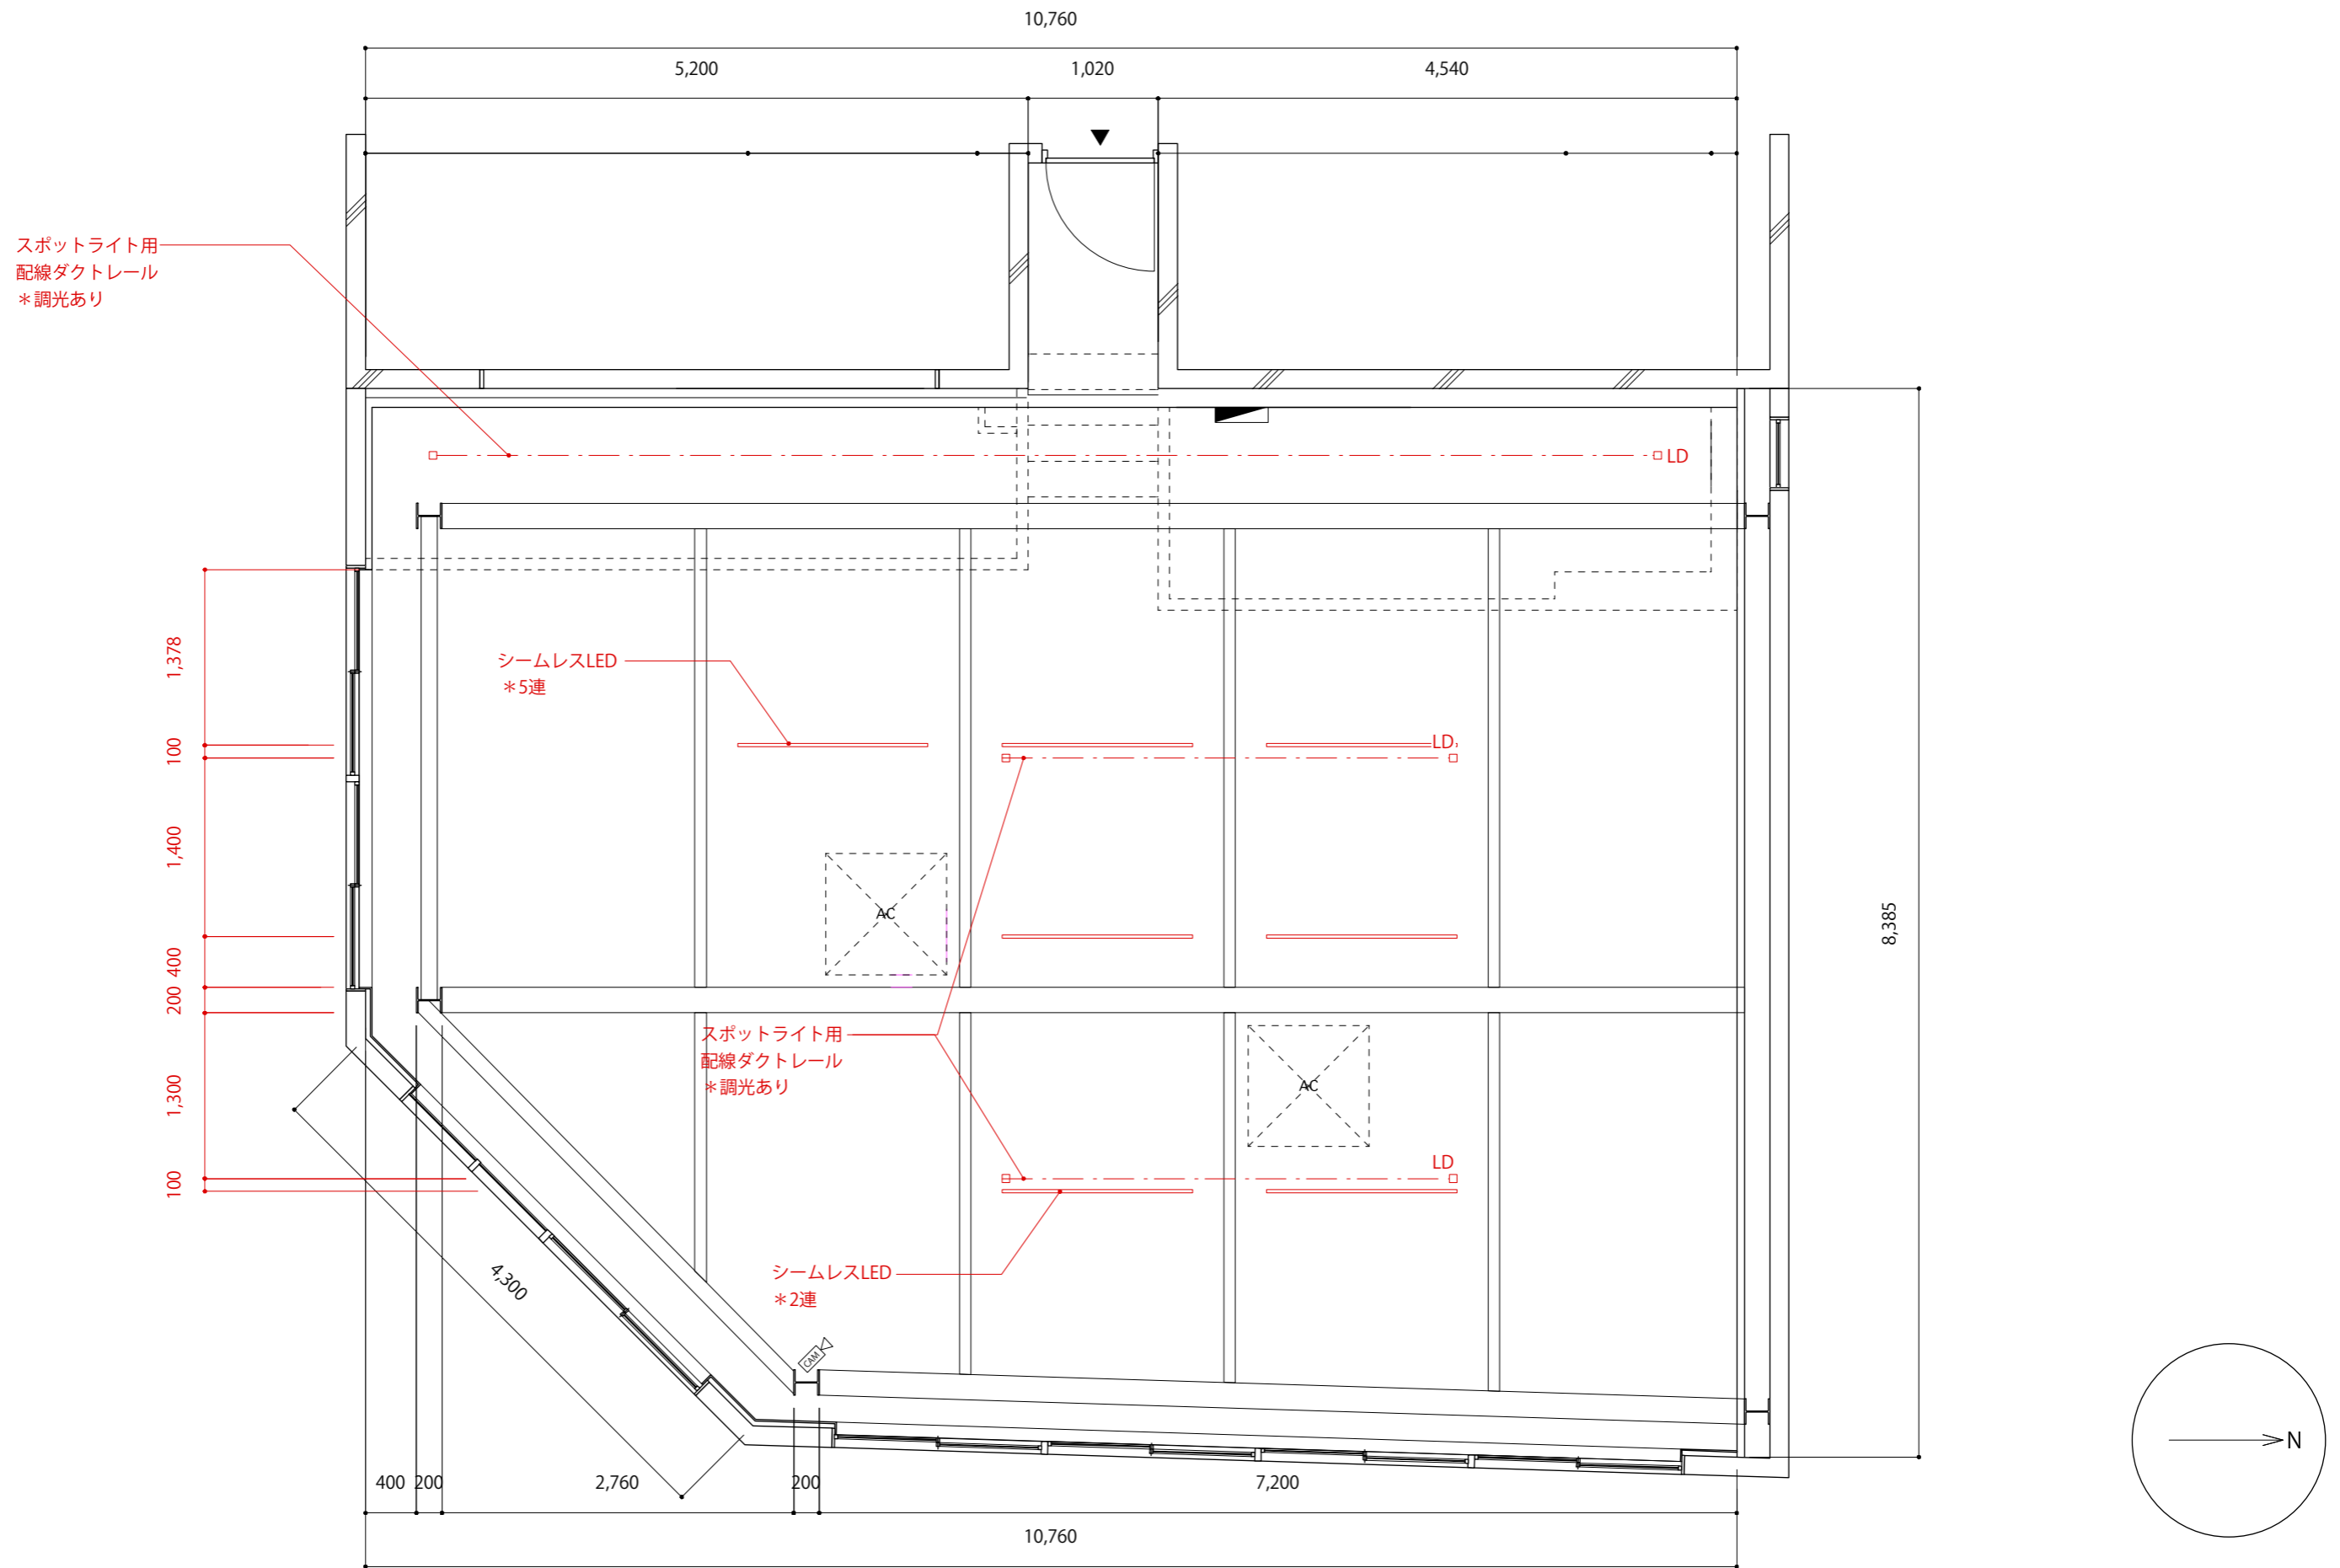 10,760
5,200
1,020
4,540
スポットライト用
配線ダクトレール
＊調光あり
LD
1,378
シームレスLED
＊5連
100
LD
1,400
AC
8,385
400
200
スポットライト用
配線ダクトレール
＊調光あり
AC
1,300
LD
100
4,300
シームレスLED
＊2連
CAM
N
400
200
2,760
200
7,200
10,760